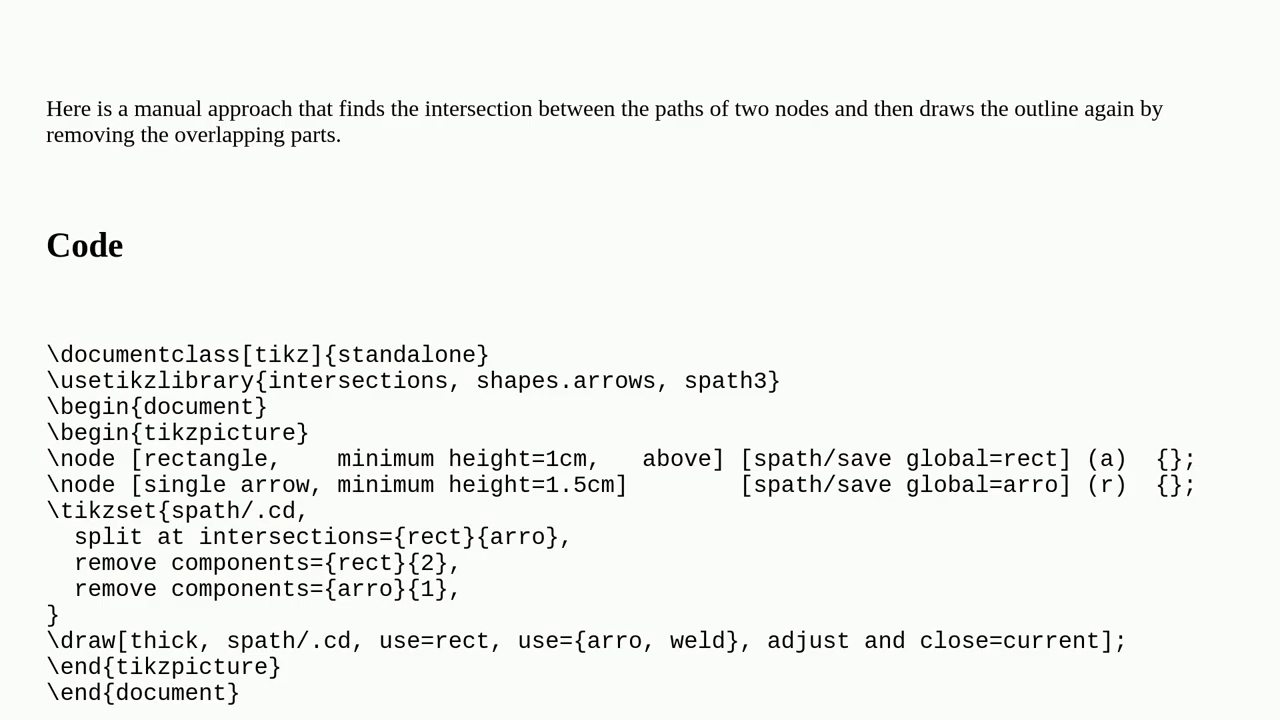 Here is a manual approach that finds the intersection between the paths of two nodes and then draws the outline again by
removing the overlapping parts.
Code
\documentclass[tikz]{standalone}
\usetikzlibrary{intersections, shapes.arrows, spath3}
\begin{document}
\begin{tikzpicture}
\node [rectangle,    minimum height=1cm,   above] [spath/save global=rect] (a)  {};
\node [single arrow, minimum height=1.5cm]        [spath/save global=arro] (r)  {};
\tikzset{spath/.cd,
  split at intersections={rect}{arro},
  remove components={rect}{2},
  remove components={arro}{1},
}
\draw[thick, spath/.cd, use=rect, use={arro, weld}, adjust and close=current];
\end{tikzpicture}
\end{document}